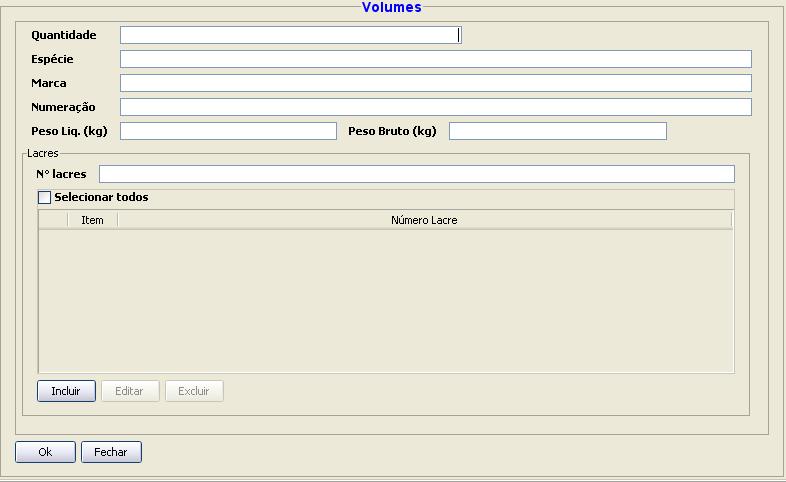 Volumes
Quantidade
Espécie
Marca
Numeração
Peso Liq. (kg) Peso Bruto (kg)
Lacres
N° lacres
Selecionar todos
Item Número Lacre
Incluir Editar Excluir
Ok Fechar